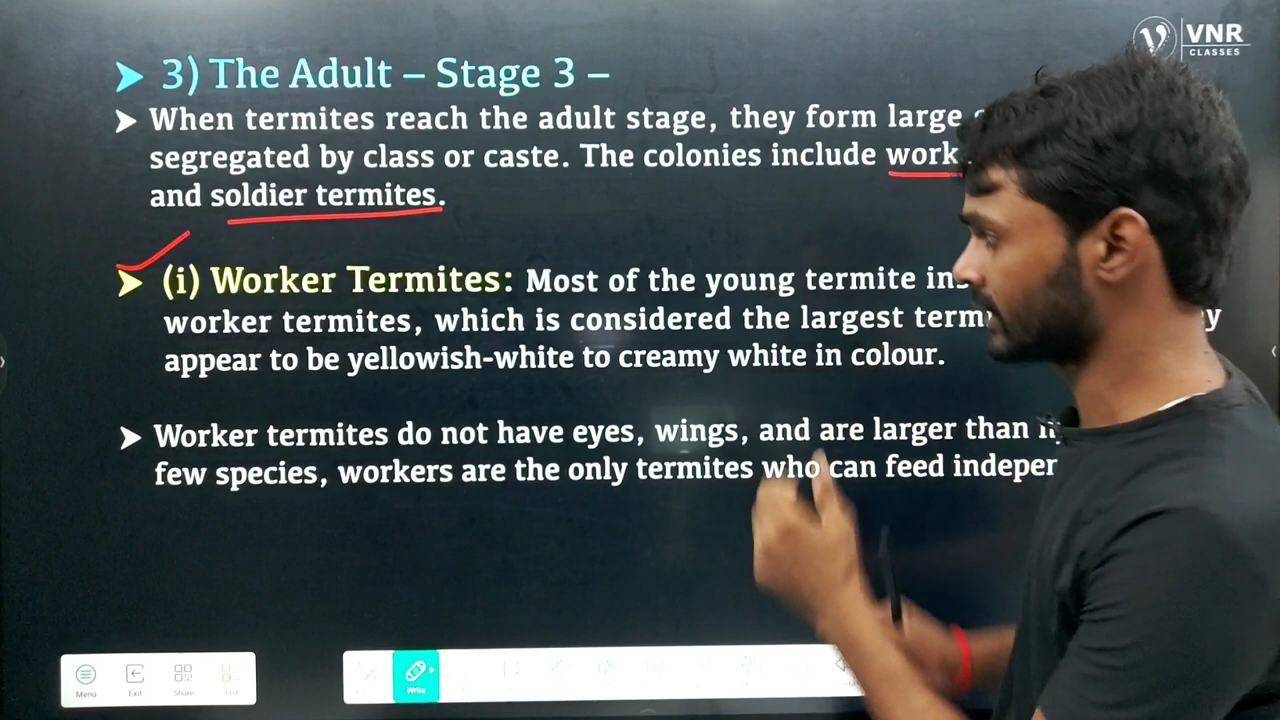 VNR
CLASSES
3) The Adult – Stage 3 –
When termites reach the adult stage, they form large
segregated by class or caste. The colonies include work
and soldier termites.
(i) Worker Termites: Most of the young termite ins
worker termites, which is considered the largest term y
appear to be yellowish-white to creamy white in colour.
Worker termites do not have eyes, wings, and are larger than
few species, workers are the only termites who can feed indepen
Menu Exit Share List Write